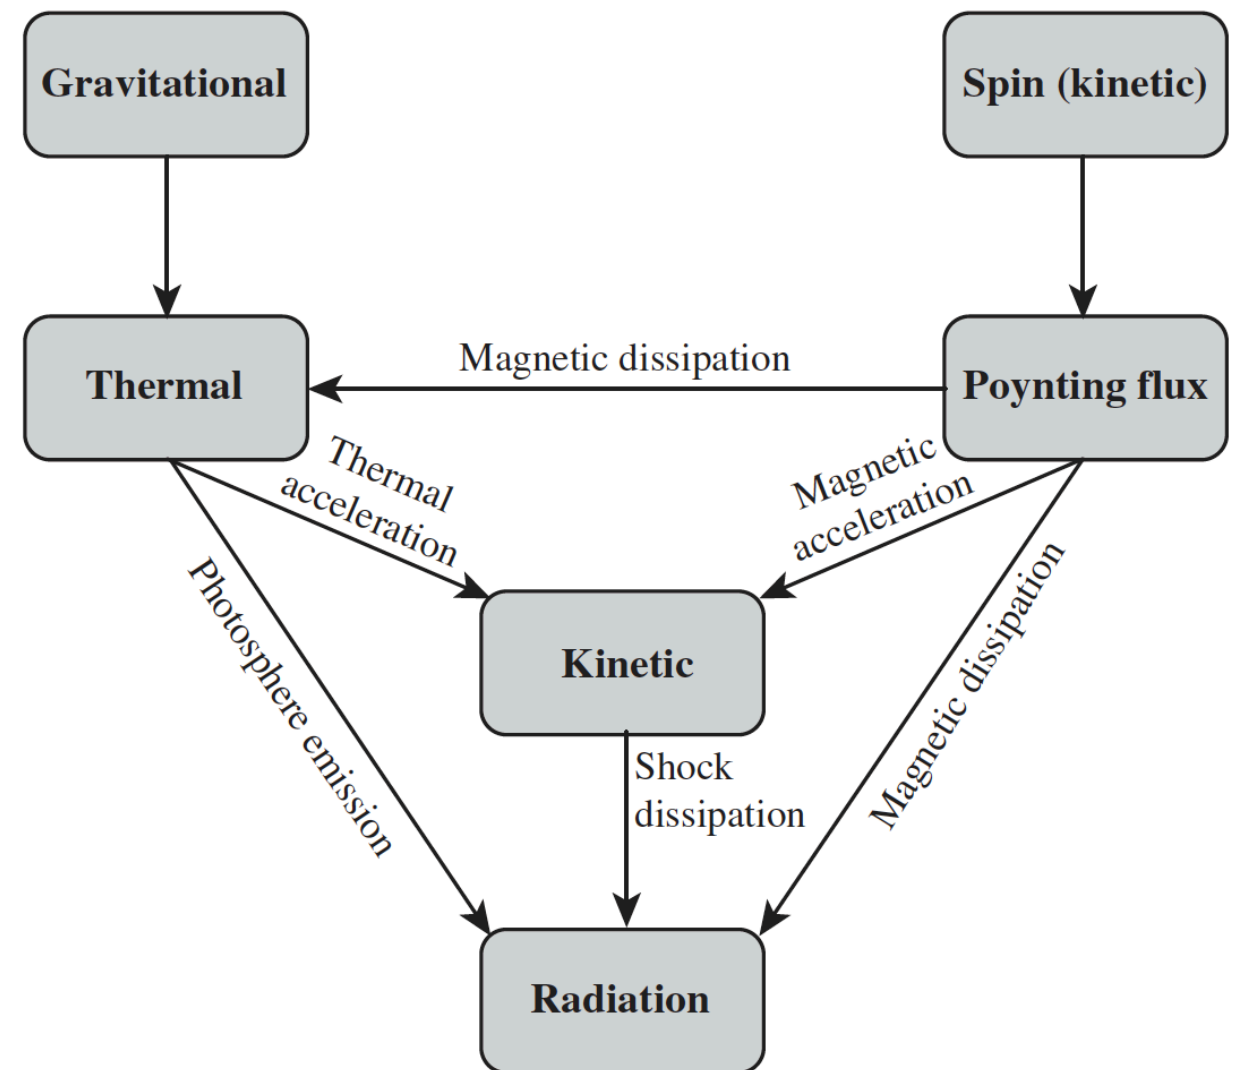 Gravitational
Spin (kinetic)
Magnetic dissipation
Thermal
Poynting flux
Thermal
acceleration
Magnetic
acceleration
Photosphere emission
Kinetic
Magnetic dissipation
Shock
dissipation
Radiation